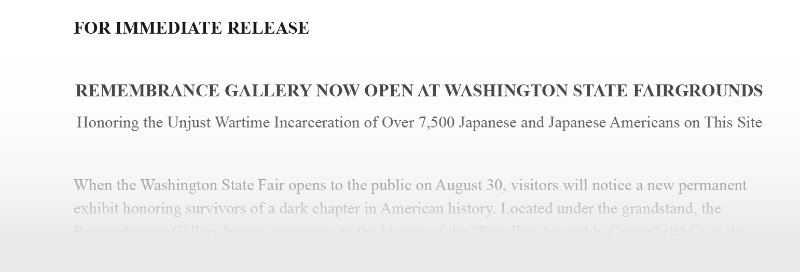 FOR IMMEDIATE RELEASE
REMEMBRANCE GALLERY NOW OPEN AT WASHINGTON STATE FAIRGROUNDS
Honoring the Unjust Wartime Incarceration of Over 7,500 Japanese and Japanese Americans on This Site
When the Washington State Fair opens to the public on August 30, visitors will notice a new permanent
exhibit honoring survivors of a dark chapter in American history. Located under the grandstand, the
Remembrance Gallery brings awareness to the history of the “Puyallup Assembly Center” (PAC) as the